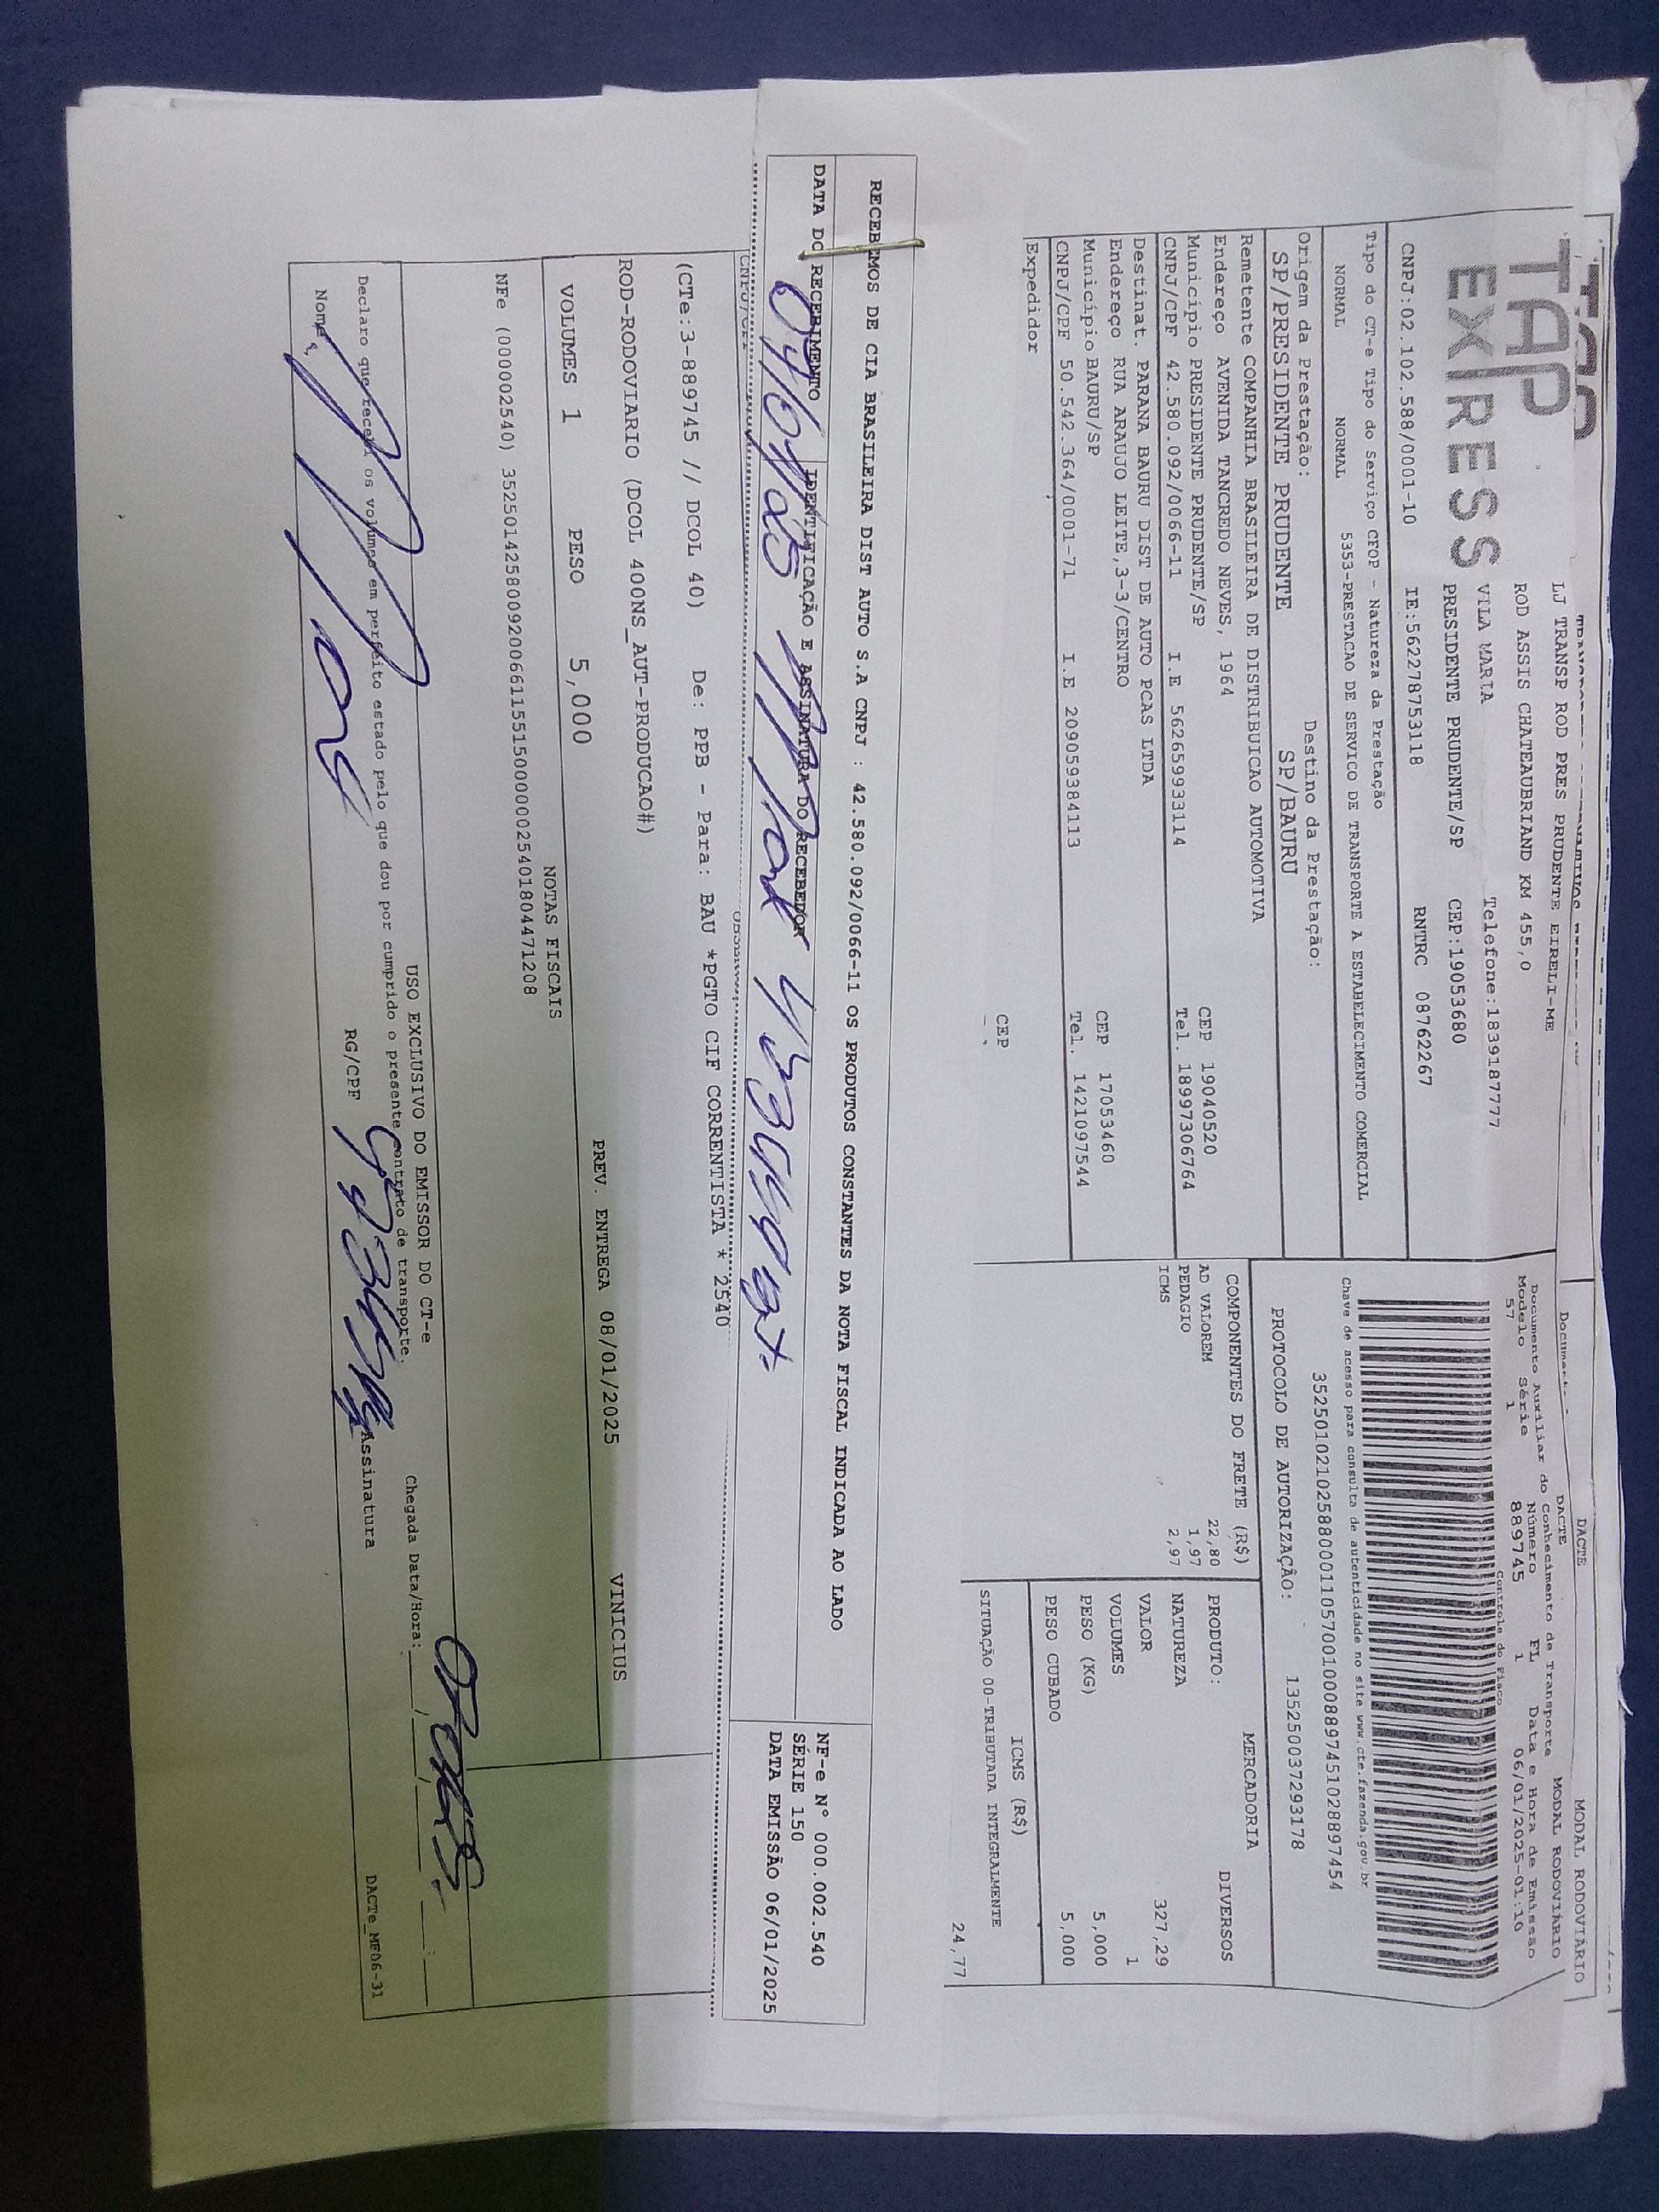 DACTE MODAL RODOVIÁRIO
TAP EXPRESS
LJ TRANSP ROD PRES PRUDENTE EIRELI-ME
ROD ASSIS CHATEAUBRIAND KM 455,0
VILA MARIA Telefone:1839187777
PRESIDENTE PRUDENTE/SP CEP:19053680
CNPJ:02.102.588/0001-10 IE:562278753118 RNTRC 08762267
DACTE MODAL RODOVIÁRIO
Documento Auxiliar do Conhecimento de Transporte
Modelo Série Número FL Data e Hora de Emissão
57 1 889745 1 06/01/2025-01:10
Controle do Fisco
Chave de acesso para consulta de autenticidade no site www.cte.fazenda.gov.br
35250102102588000110570010008897451028897454
PROTOCOLO DE AUTORIZAÇÃO: 135250037293178
Tipo do CT-e Tipo do Serviço CFOP - Natureza da Prestação
NORMAL NORMAL 5353-PRESTACAO DE SERVICO DE TRANSPORTE A ESTABELECIMENTO COMERCIAL
Origem da Prestação: Destino da Prestação:
SP/PRESIDENTE PRUDENTE SP/BAURU
Remetente COMPANHIA BRASILEIRA DE DISTRIBUICAO AUTOMOTIVA
Endereço AVENIDA TANCREDO NEVES, 1964 CEP 19040520
Município PRESIDENTE PRUDENTE/SP Tel. 18997306764
CNPJ/CPF 42.580.092/0066-11 I.E 562659933114
Destinat. PARANA BAURU DIST DE AUTO PCAS LTDA
Endereço RUA ARAUJO LEITE,3-3/CENTRO CEP 17053460
Município BAURU/SP Tel. 1421097544
CNPJ/CPF 50.542.364/0001-71 I.E 209059384113
Expedidor
CEP
COMPONENTES DO FRETE (R$)
AD VALOREM 22,80
PEDAGIO 1,97
ICMS 2,97
MERCADORIA
PRODUTO: DIVERSOS
NATUREZA
VALOR 327,29
VOLUMES 1
PESO (KG) 5,000
PESO CUBADO 5,000
ICMS (R$)
SITUAÇÃO 00-TRIBUTADA INTEGRALMENTE
24,77
RECEBEMOS DE CIA BRASILEIRA DIST AUTO S.A CNPJ : 42.580.092/0066-11 OS PRODUTOS CONSTANTES DA NOTA FISCAL INDICADA AO LADO
DATA DO RECEBIMENTO IDENTIFICAÇÃO E ASSINATURA DO RECEBEDOR
NF-e Nº 000.002.540
SÉRIE 150
DATA EMISSÃO 06/01/2025
CNPJ/CPF
(CTe:3-889745 // DCOL 40) De: PPB - Para: BAU *PGTO CIF CORRENTISTA * 2540
ROD-RODOVIARIO (DCOL 400NS_AUT-PRODUCAO#)
VOLUMES 1 PESO 5,000 PREV. ENTREGA 08/01/2025 VINICIUS
NOTAS FISCAIS
NFe (000002540) 35250142580092006611551500000025401804471208
USO EXCLUSIVO DO EMISSOR DO CT-e
Declaro que recebi os volumes em perfeito estado pelo que dou por cumprido o presente contrato de transporte.
Chegada Data/Hora: ___/___/___ ___:___
Nome RG/CPF Assinatura
DACTe_MF06-31